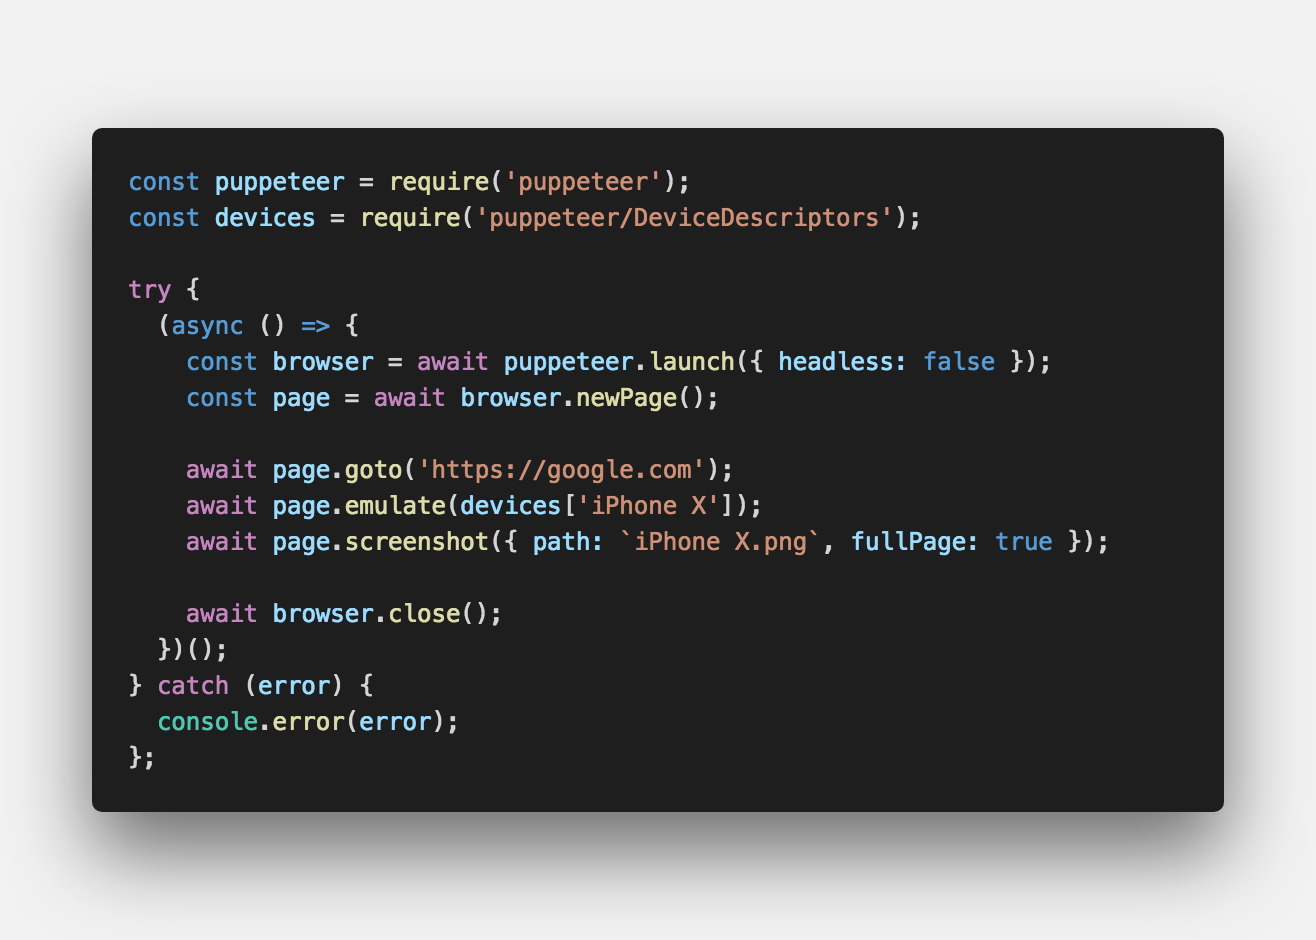 const puppeteer = require('puppeteer');
const devices = require('puppeteer/DeviceDescriptors');

try {
  (async () => {
    const browser = await puppeteer.launch({ headless: false });
    const page = await browser.newPage();

    await page.goto('https://google.com');
    await page.emulate(devices['iPhone X']);
    await page.screenshot({ path: `iPhone X.png`, fullPage: true });

    await browser.close();
  })();
} catch (error) {
  console.error(error);
};